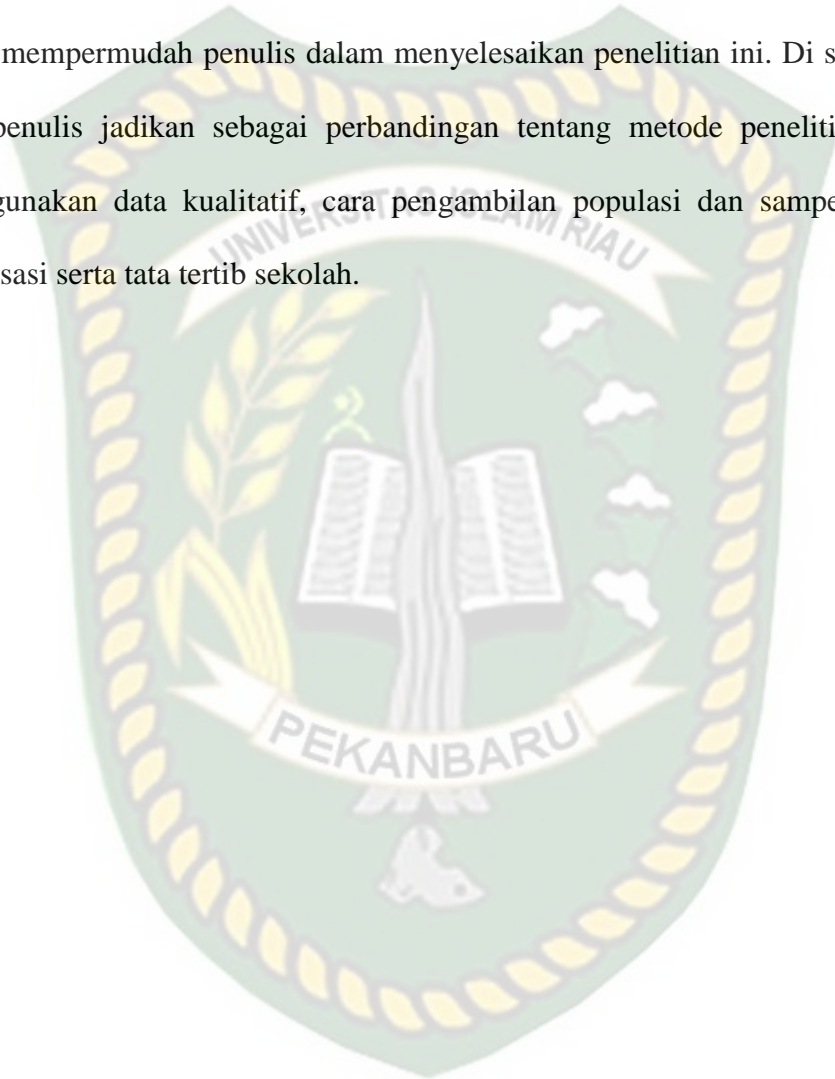 mempermudah penulis dalam menyelesaikan penelitian ini. Di s
penulis jadikan sebagai perbandingan tentang metode peneliti
gunakan data kualitatif, cara pengambilan populasi dan sampe
sasi serta tata tertib sekolah.
UNIVERSITAS ISLAM RIAU
PEKANBARU